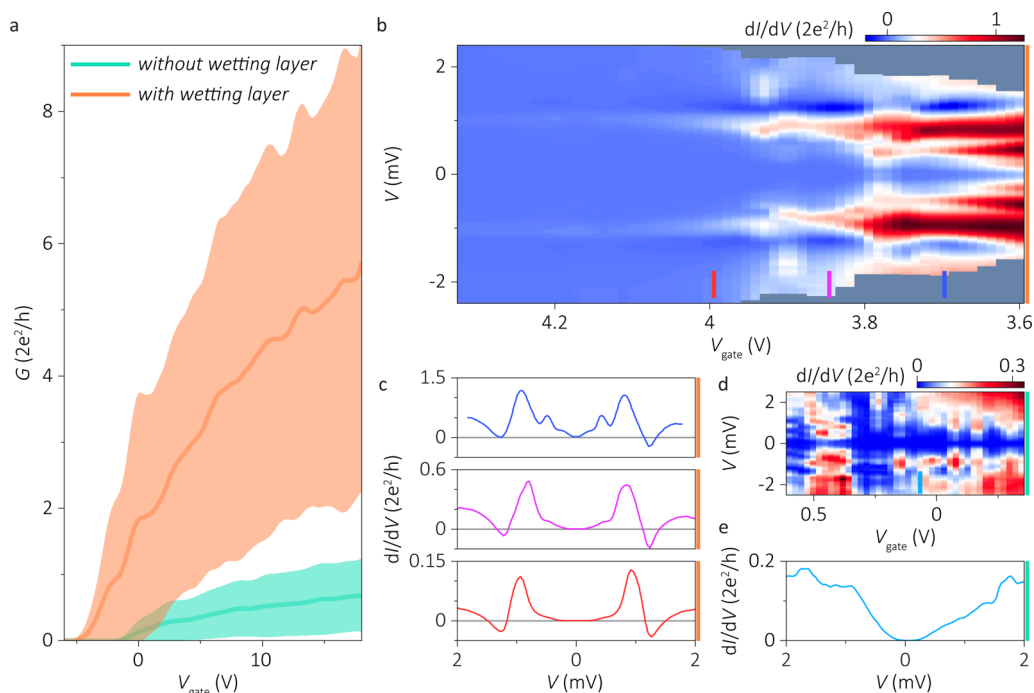 a
8
6
4
2
0
G (2e²/h)
without wetting layer
with wetting layer
0
10
V_gate (V)
b
dI/dV (2e²/h)
0
1
2
0
-2
V (mV)
4.2
4
3.8
3.6
V_gate (V)
c
1.5
0
0.6
0
0.15
0
dI/dV (2e²/h)
2
0
2
V (mV)
d
dI/dV (2e²/h)
0
0.3
2
0
-2
V (mV)
0.5
0
V_gate (V)
e
0.2
0
dI/dV (2e²/h)
2
0
2
V (mV)